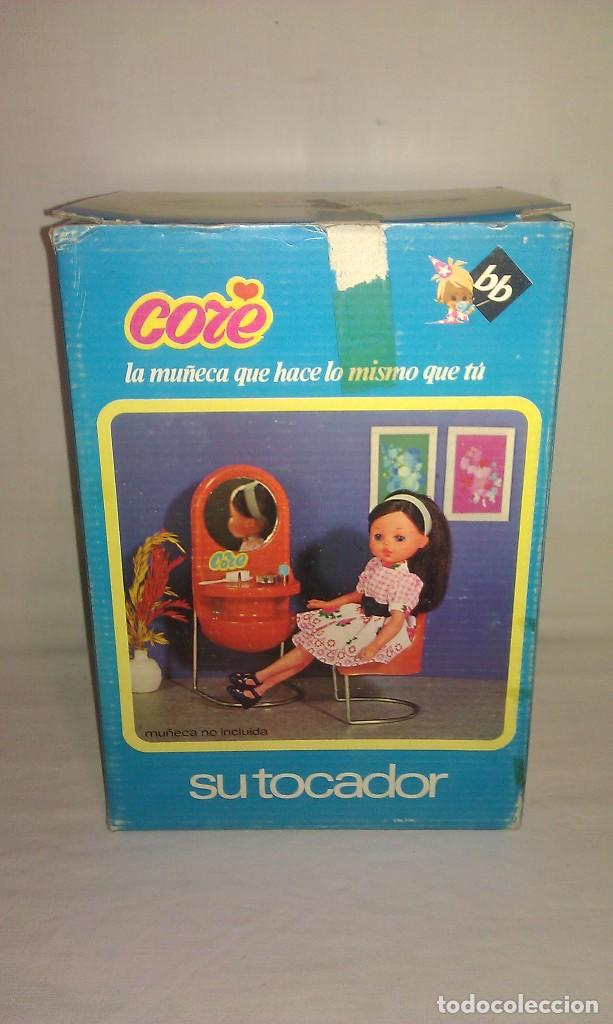 coré
bb
la muñeca que hace lo mismo que tú
Coré
muñeca no incluida
su tocador
todocoleccion